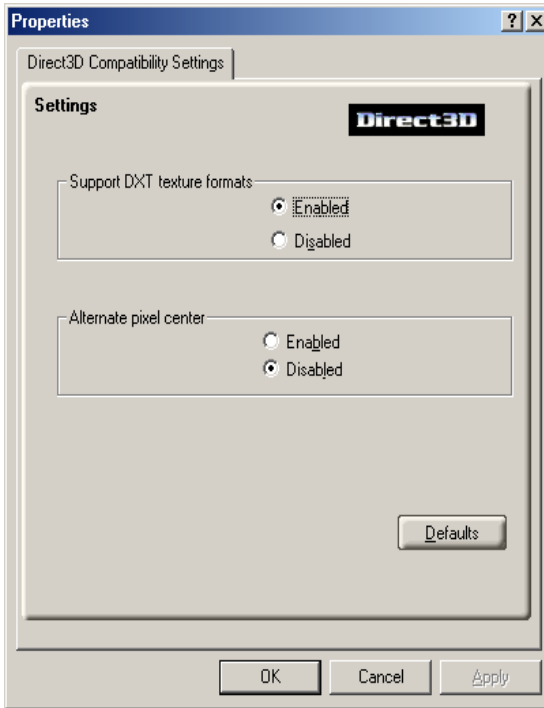 Properties
Direct3D Compatibility Settings
Settings
Direct3D
Support DXT texture formats
Enabled
Disabled
Alternate pixel center
Enabled
Disabled
Defaults
OK
Cancel
Apply